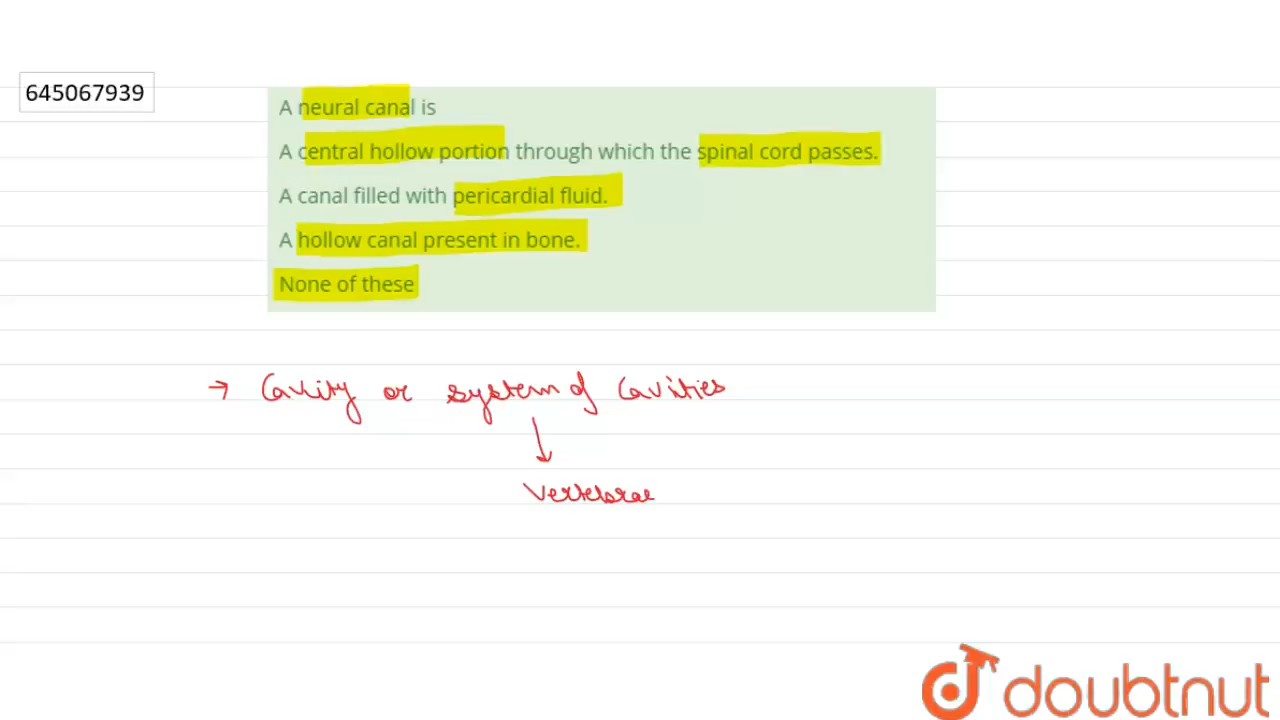 645067939
A neural canal is
A central hollow portion through which the spinal cord passes.
A canal filled with pericardial fluid.
A hollow canal present in bone.
None of these
→ Cavity or system of cavities
↓
Vertebrae
doubtnut